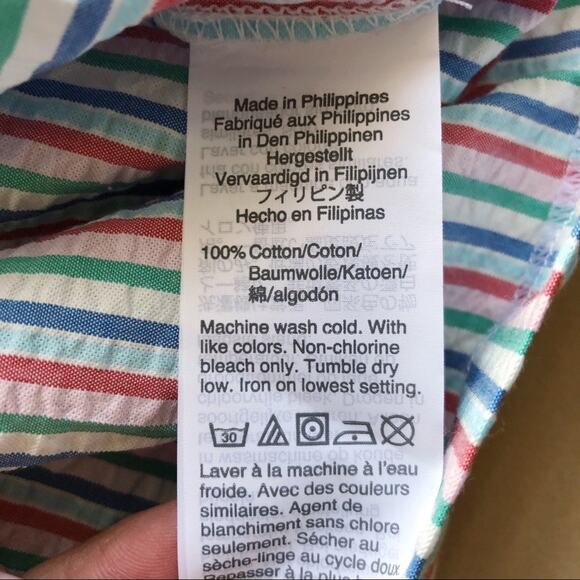 Made in Philippines
Fabriqué aux Philippines
in Den Philippinen
Hergestellt
Vervaardigd in Filipijnen
フィリピン製
Hecho en Filipinas
100% Cotton/Coton/
Baumwolle/Katoen/
綿/algodón
Machine wash cold. With
like colors. Non-chlorine
bleach only. Tumble dry
low. Iron on lowest setting.
30
Laver à la machine à l'eau
froide. Avec des couleurs
similaires. Agent de
blanchiment sans chlore
seulement. Sécher au
sèche-linge au cycle doux
Repasser à la plus